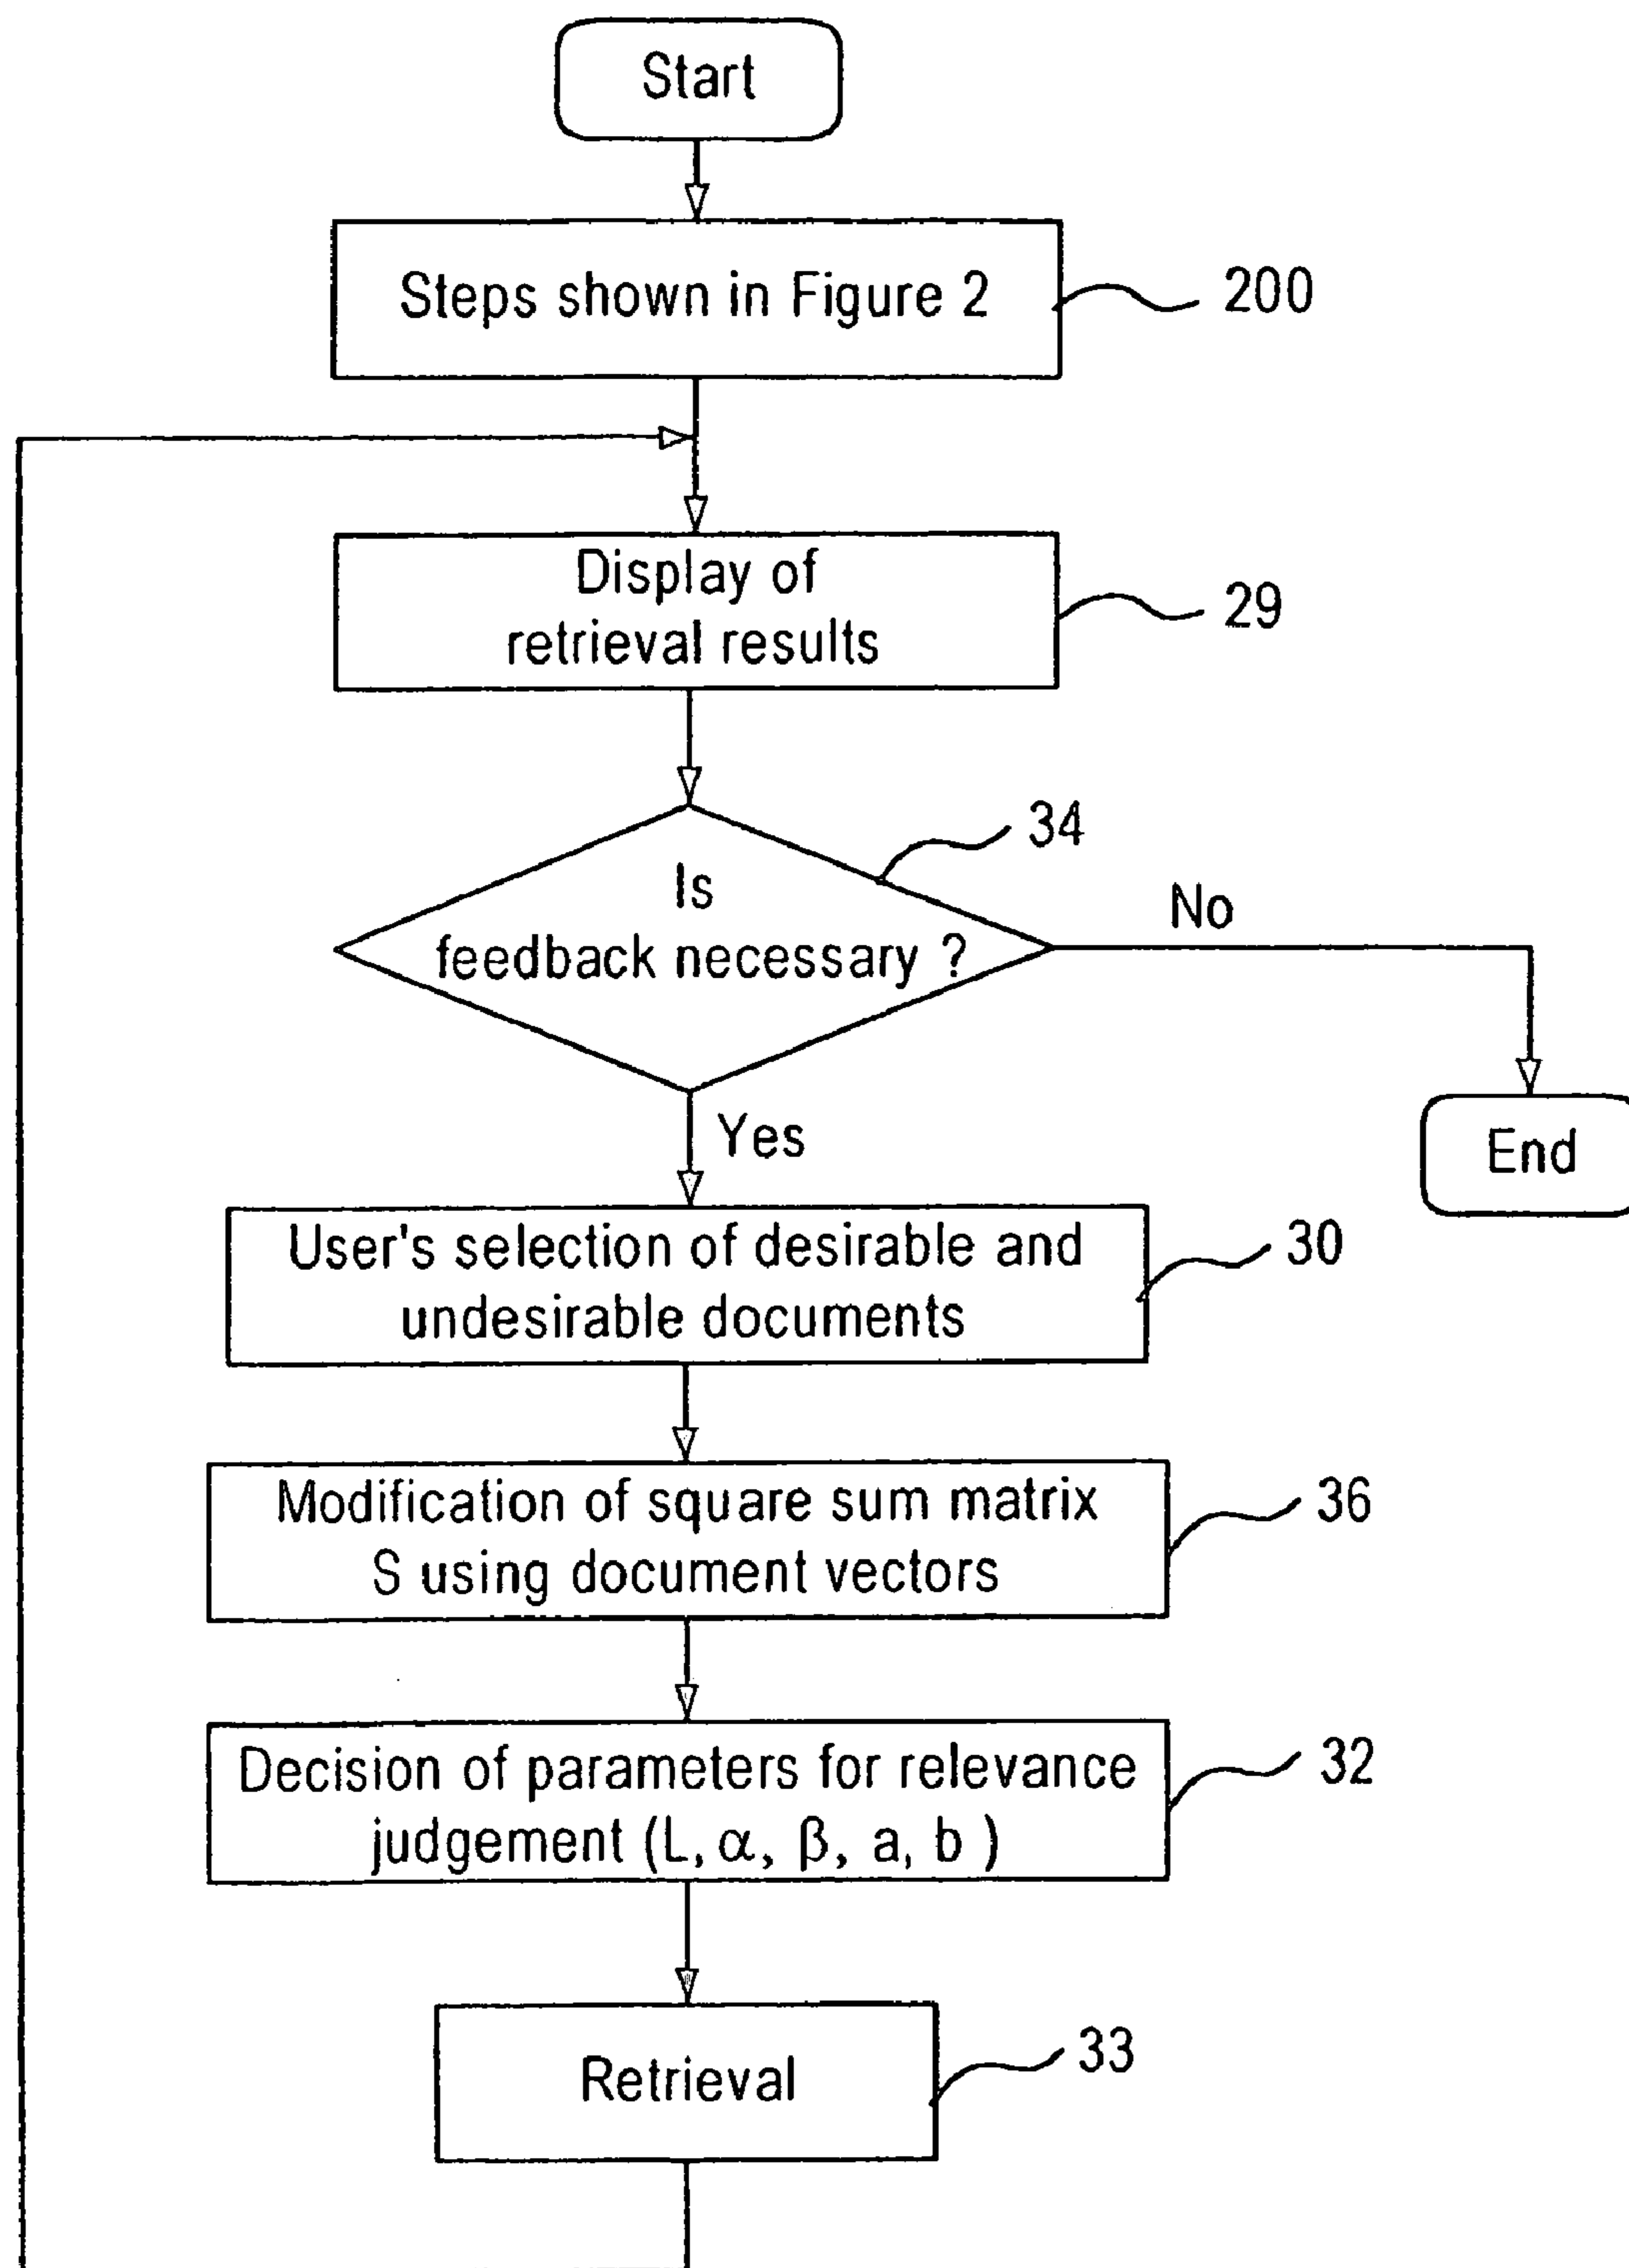 Start
Steps shown in Figure 2
200
Display of
retrieval results
29
34
Is
feedback necessary ?
No
Yes
End
User's selection of desirable and
undesirable documents
30
Modification of square sum matrix
S using document vectors
36
Decision of parameters for relevance
judgement (L, α, β, a, b )
32
Retrieval
33